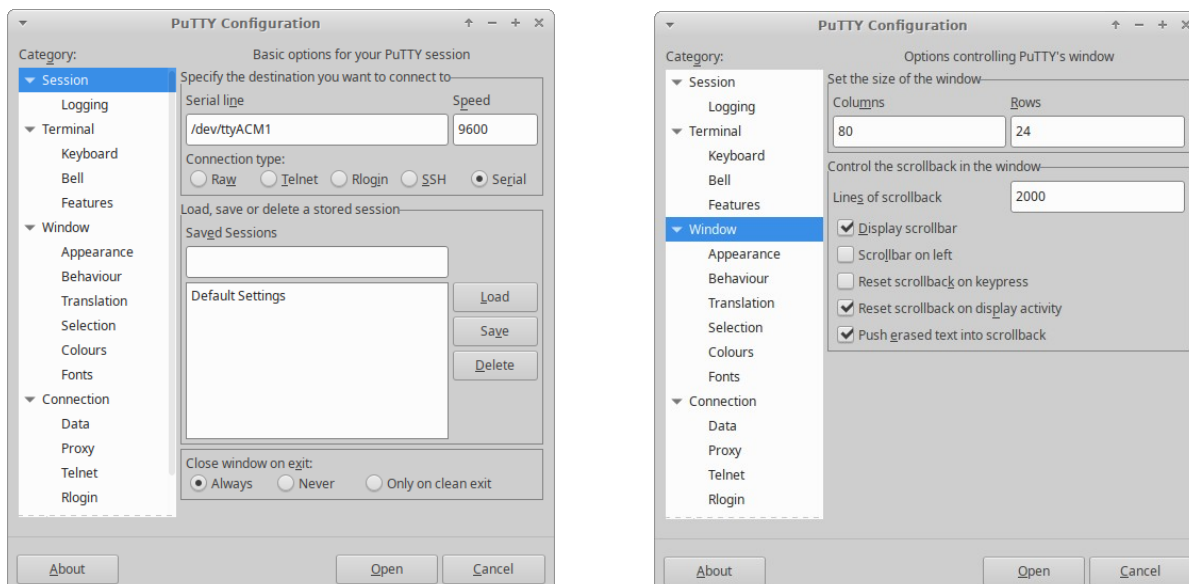 PuTTY Configuration
Category:
Session
Logging
Terminal
Keyboard
Bell
Features
Window
Appearance
Behaviour
Translation
Selection
Colours
Fonts
Connection
Data
Proxy
Telnet
Rlogin
Basic options for your PuTTY session
Specify the destination you want to connect to
Serial line Speed
/dev/ttyACM1 9600
Connection type:
Raw Telnet Rlogin SSH Serial
Load, save or delete a stored session
Saved Sessions
Default Settings
Load
Save
Delete
Close window on exit:
Always Never Only on clean exit
About Open Cancel
PuTTY Configuration
Category:
Session
Logging
Terminal
Keyboard
Bell
Features
Window
Appearance
Behaviour
Translation
Selection
Colours
Fonts
Connection
Data
Proxy
Telnet
Rlogin
Options controlling PuTTY's window
Set the size of the window
Columns Rows
80 24
Control the scrollback in the window
Lines of scrollback 2000
Display scrollbar
Scrollbar on left
Reset scrollback on keypress
Reset scrollback on display activity
Push erased text into scrollback
About Open Cancel